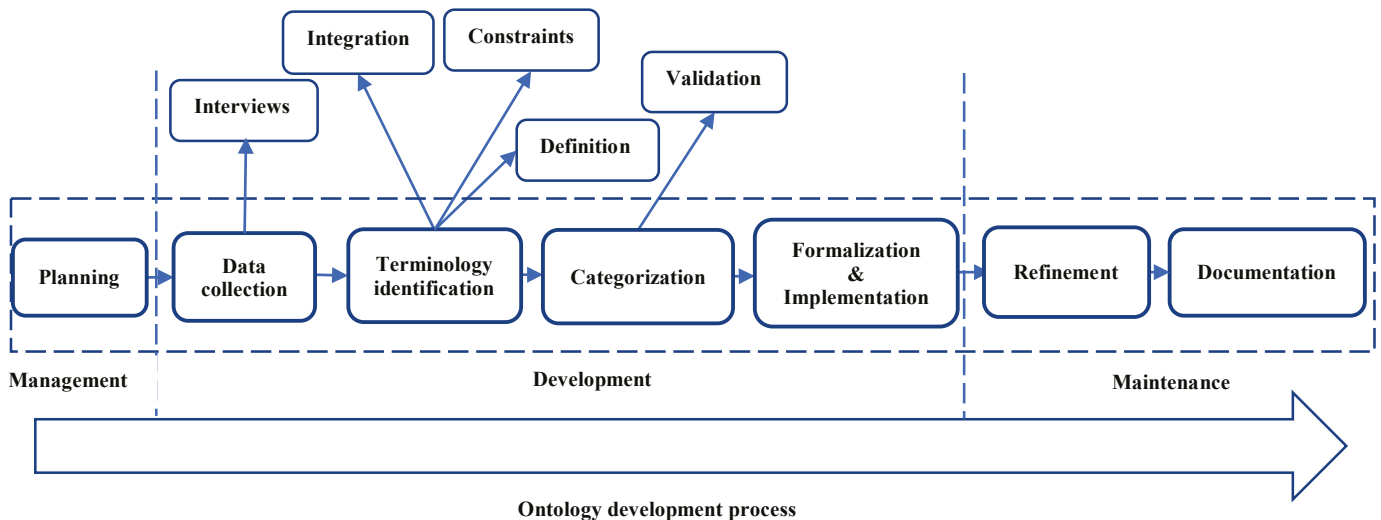 Integration
Constraints
Validation
Interviews
Definition
Planning
Data
collection
Terminology
identification
Categorization
Formalization
&
Implementation
Refinement
Documentation
Management
Development
Maintenance
Ontology development process